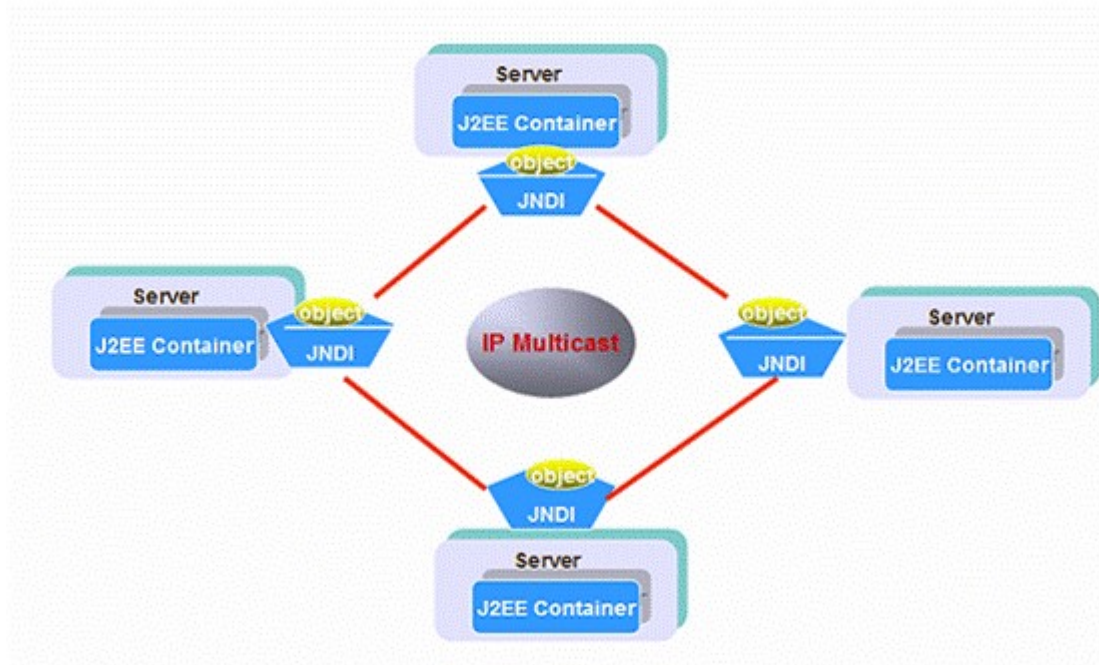 Server
J2EE Container
object
JNDI
Server
J2EE Container
object
JNDI
IP Multicast
object
JNDI
Server
J2EE Container
object
JNDI
Server
J2EE Container